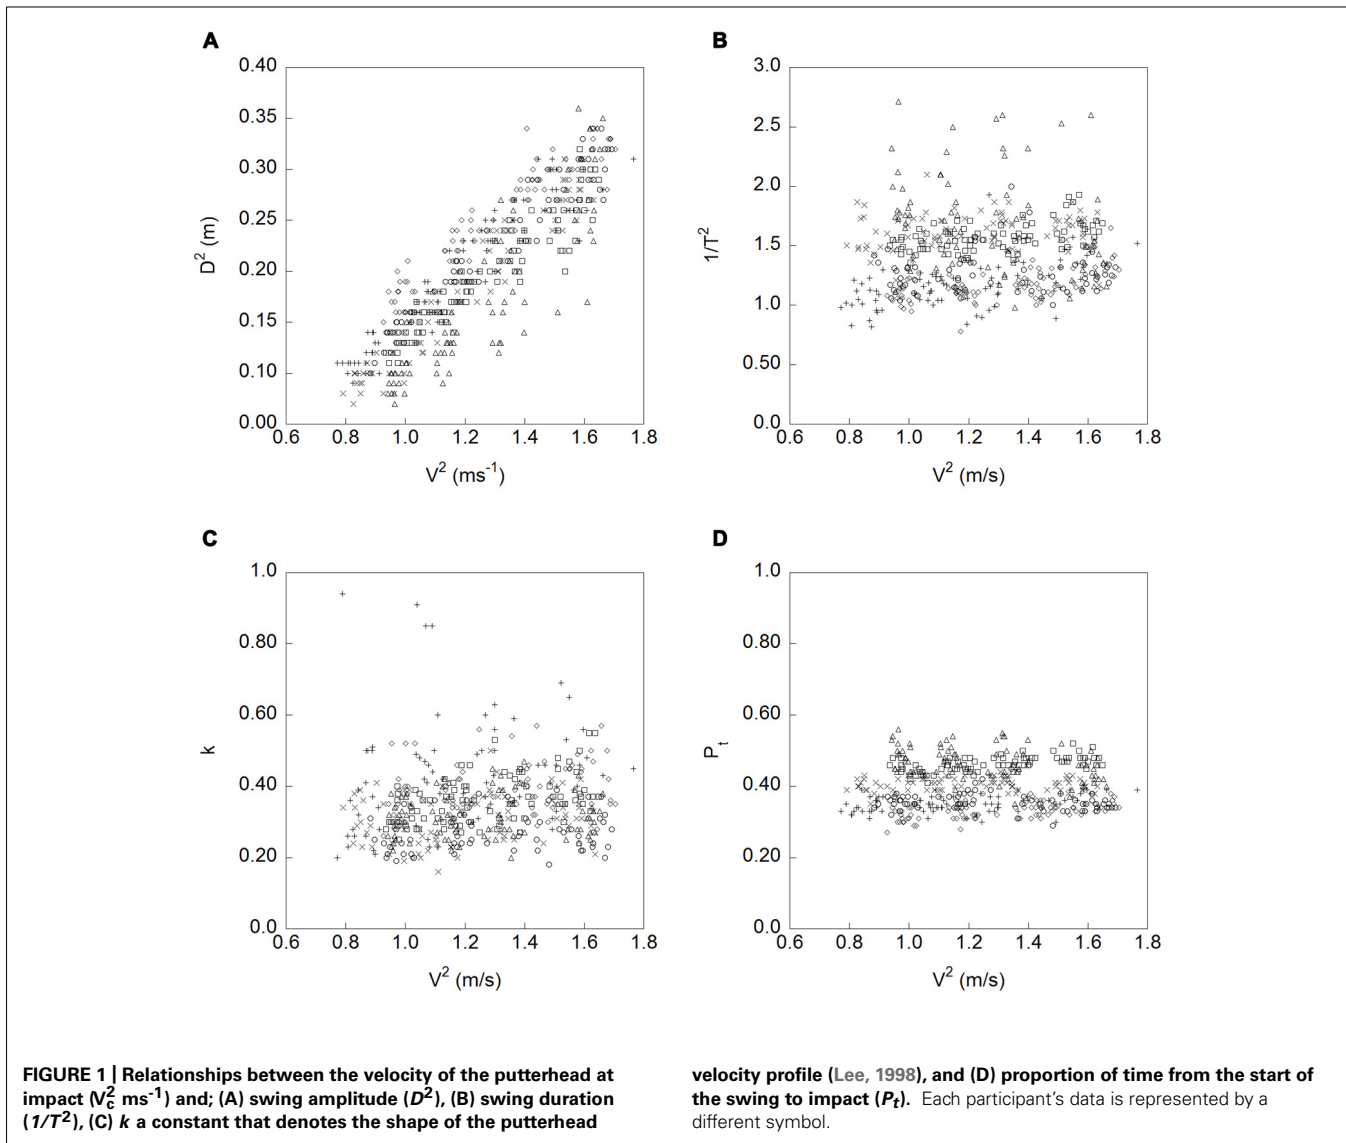 A
0.40
0.35
0.30
0.25
0.20
0.15
0.10
0.00
D² (m)
0.6 0.8 1.0 1.2 1.4 1.6 1.8
V² (ms⁻¹)
B
3.0
2.5
2.0
1.5
1.0
0.50
0.0
1/T²
0.6 0.8 1.0 1.2 1.4 1.6 1.8
V² (m/s)
C
1.0
0.80
0.60
0.40
0.20
0.0
k
0.6 0.8 1.0 1.2 1.4 1.6 1.8
V² (m/s)
D
1.0
0.80
0.60
0.40
0.20
0.0
Pₜ
0.6 0.8 1.0 1.2 1.4 1.6 1.8
V² (m/s)
FIGURE 1 | Relationships between the velocity of the putterhead at
impact (V²c ms⁻¹) and; (A) swing amplitude (D²), (B) swing duration
(1/T²), (C) k a constant that denotes the shape of the putterhead
velocity profile (Lee, 1998), and (D) proportion of time from the start of
the swing to impact (Pₜ). Each participant's data is represented by a
different symbol.